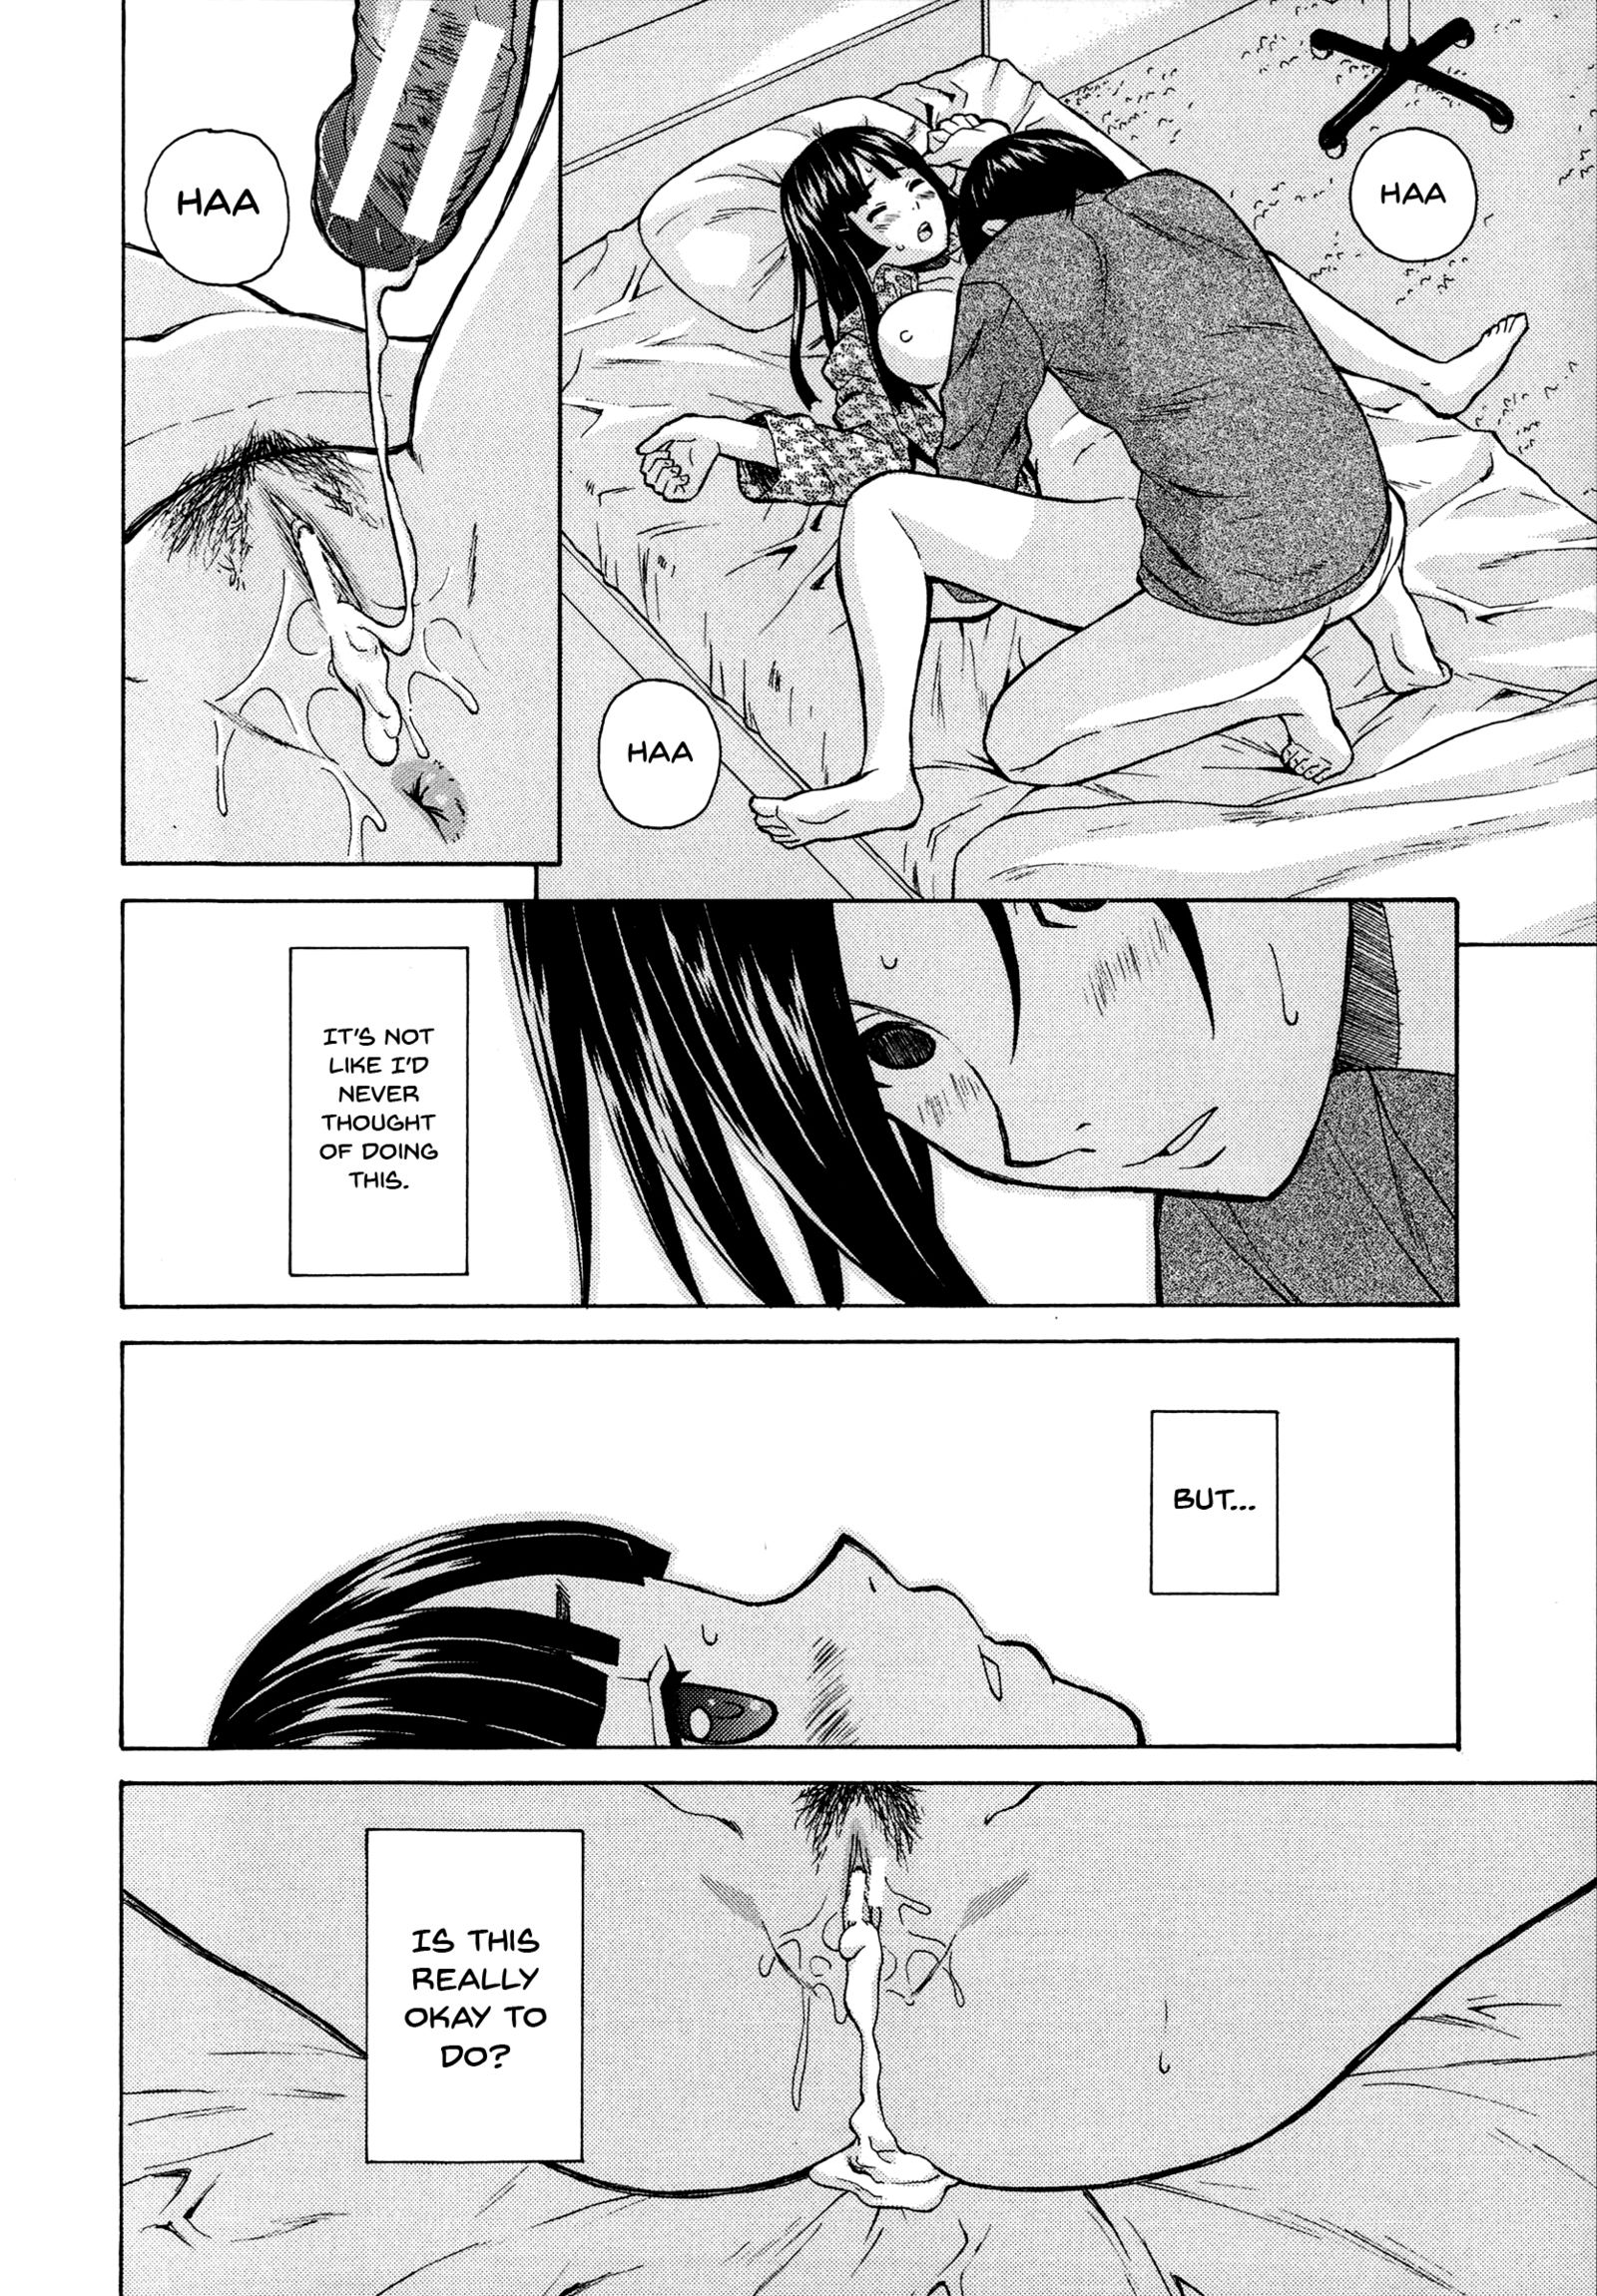 HAA
HAA
HAA
IT'S NOT
LIKE I'D
NEVER
THOUGHT
OF DOING
THIS.
BUT...
IS THIS
REALLY
OKAY TO
DO?